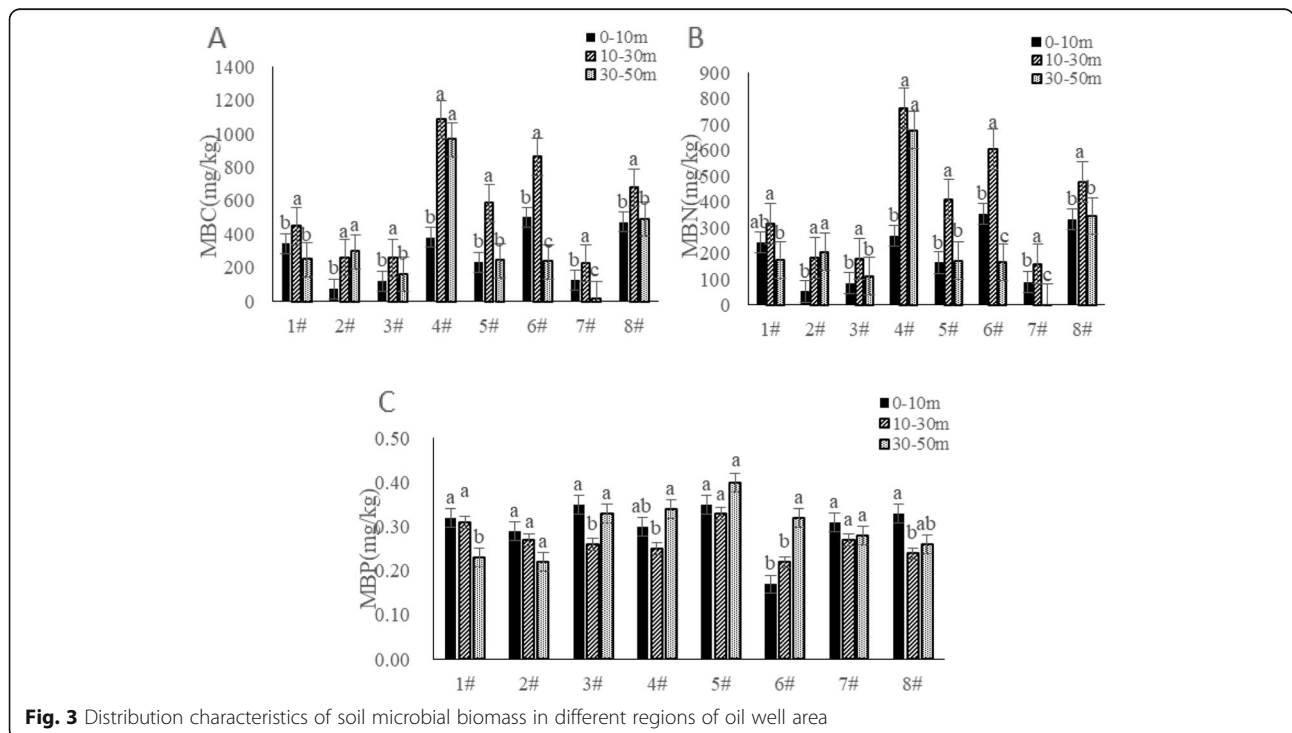 A
0-10m
10-30m
30-50m
1400
1200
1000
800
600
400
200
0
MBC(mg/kg)
b a b
b a a
b a b
b a a
b a b
b a c
b a c
b a b
1# 2# 3# 4# 5# 6# 7# 8#
B
0-10m
10-30m
30-50m
900
800
700
600
500
400
300
200
100
0
MBN(mg/kg)
ab a b
b a a
b a b
b a a
b a b
b a c
b a c
b a b
1# 2# 3# 4# 5# 6# 7# 8#
C
0-10m
10-30m
30-50m
0.50
0.40
0.30
0.20
0.10
0.00
MBP(mg/kg)
a a b
a a a
a b a
ab b a
a a a
b b a
a a a
a b ab
1# 2# 3# 4# 5# 6# 7# 8#
Fig. 3 Distribution characteristics of soil microbial biomass in different regions of oil well area